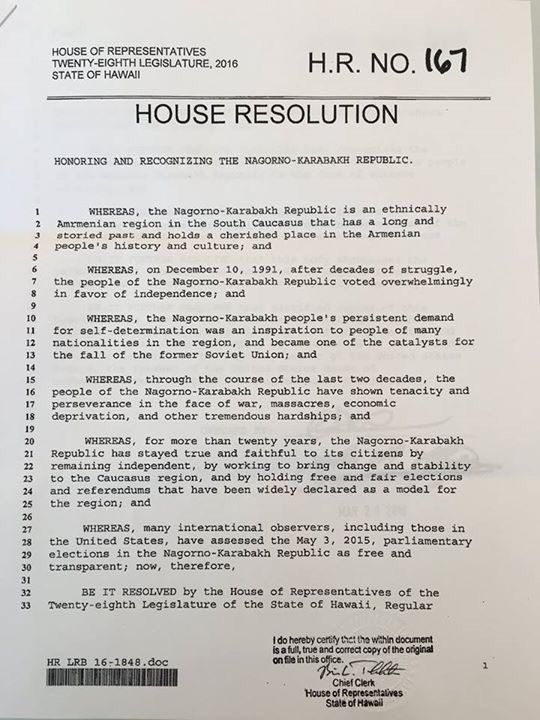 HOUSE OF REPRESENTATIVES
TWENTY-EIGHTH LEGISLATURE, 2016
STATE OF HAWAII
H.R. NO. 167
HOUSE RESOLUTION
HONORING AND RECOGNIZING THE NAGORNO-KARABAKH REPUBLIC.
1 WHEREAS, the Nagorno-Karabakh Republic is an ethnically
2 Amrmenian region in the South Caucasus that has a long and
3 storied past and holds a cherished place in the Armenian
4 people's history and culture; and
5
6 WHEREAS, on December 10, 1991, after decades of struggle,
7 the people of the Nagorno-Karabakh Republic voted overwhelmingly
8 in favor of independence; and
9
10 WHEREAS, the Nagorno-Karabakh people's persistent demand
11 for self-determination was an inspiration to people of many
12 nationalities in the region, and became one of the catalysts for
13 the fall of the former Soviet Union; and
14
15 WHEREAS, through the course of the last two decades, the
16 people of the Nagorno-Karabakh Republic have shown tenacity and
17 perseverance in the face of war, massacres, economic
18 deprivation, and other tremendous hardships; and
19
20 WHEREAS, for more than twenty years, the Nagorno-Karabakh
21 Republic has stayed true and faithful to its citizens by
22 remaining independent, by working to bring change and stability
23 to the Caucasus region, and by holding free and fair elections
24 and referendums that have been widely declared as a model for
25 the region; and
26
27 WHEREAS, many international observers, including those in
28 the United States, have assessed the May 3, 2015, parliamentary
29 elections in the Nagorno-Karabakh Republic as free and
30 transparent; now, therefore,
31
32 BE IT RESOLVED by the House of Representatives of the
33 Twenty-eighth Legislature of the State of Hawaii, Regular
I do hereby certify that the within document
is a full, true and correct copy of the original
on file in this office.
Chief Clerk
House of Representatives
State of Hawaii
HR LRB 16-1848.doc
1